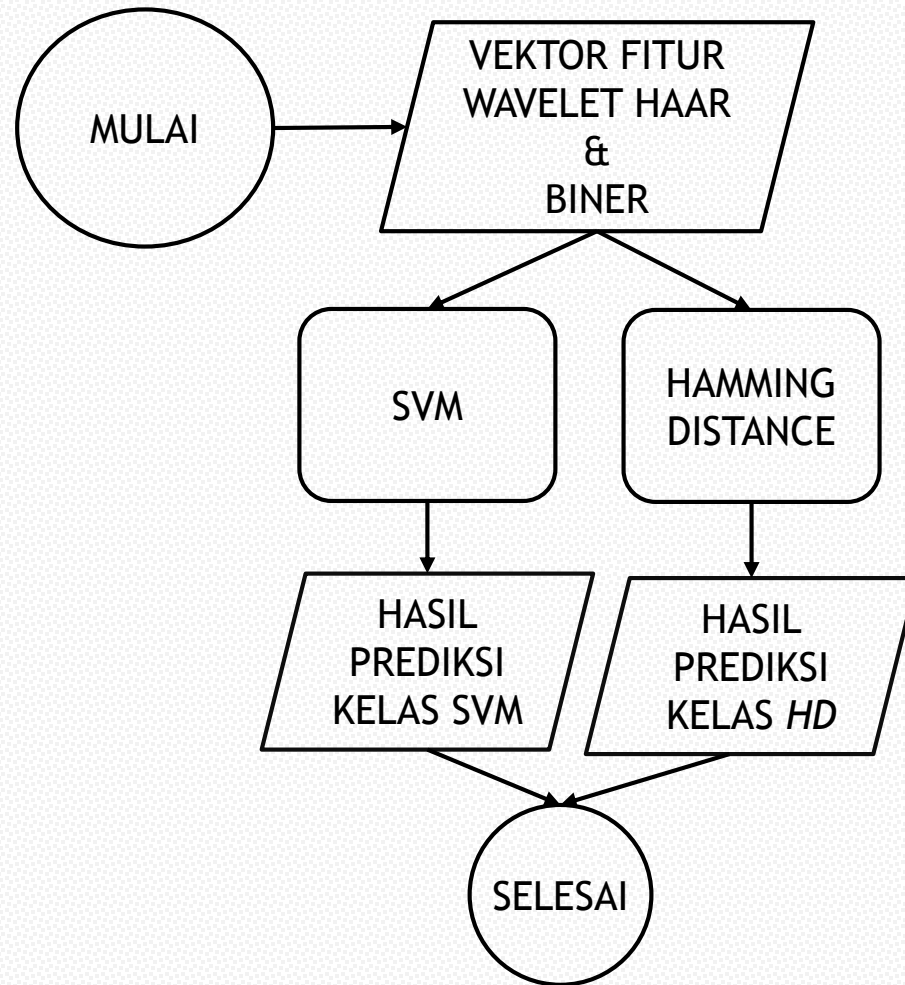 MULAI
VEKTOR FITUR
WAVELET HAAR
&
BINER
SVM
HAMMING
DISTANCE
HASIL
PREDIKSI
KELAS SVM
HASIL
PREDIKSI
KELAS HD
SELESAI